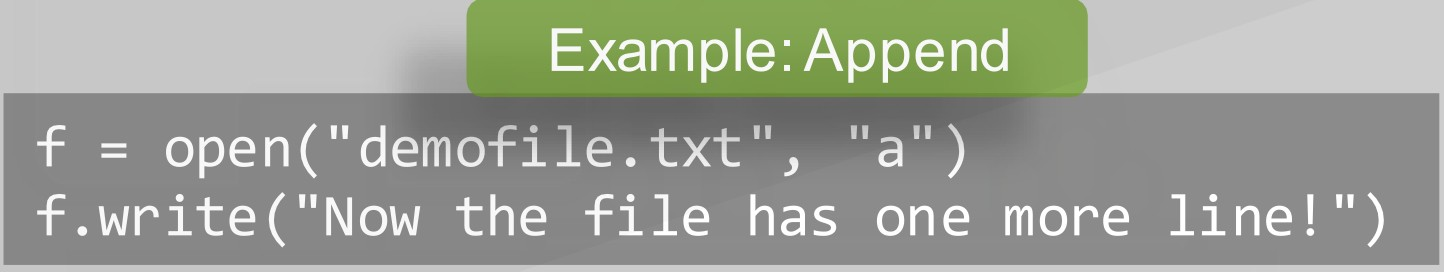 Example: Append
f = open("demofile.txt", "a")
f.write("Now the file has one more line!")